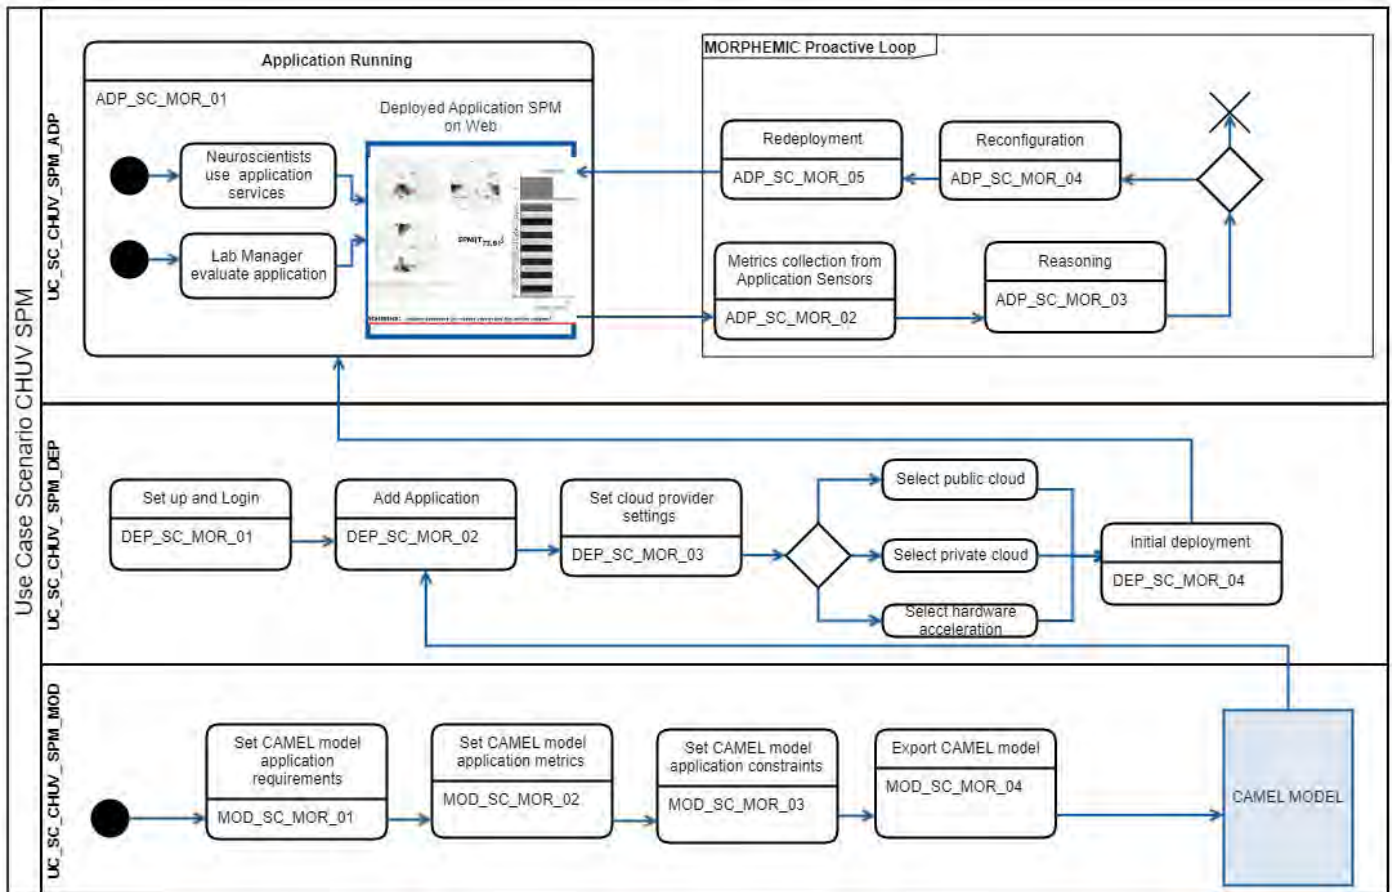 Use Case Scenario CHUV SPM
UC_SC_CHUV_SPM_ADP
Application Running
ADP_SC_MOR_01
Deployed Application SPM
on Web
Neuroscientists
use application
services
Lab Manager
evaluate application
MORPHEMIC Proactive Loop
Redeployment
ADP_SC_MOR_05
Reconfiguration
ADP_SC_MOR_04
Metrics collection from
Application Sensors
ADP_SC_MOR_02
Reasoning
ADP_SC_MOR_03
UC_SC_CHUV_SPM_DEP
Set up and Login
DEP_SC_MOR_01
Add Application
DEP_SC_MOR_02
Set cloud provider
settings
DEP_SC_MOR_03
Select public cloud
Select private cloud
Select hardware
acceleration
Initial deployment
DEP_SC_MOR_04
UC_SC_CHUV_SPM_MOD
Set CAMEL model
application
requirements
MOD_SC_MOR_01
Set CAMEL model
application metrics
MOD_SC_MOR_02
Set CAMEL model
application constraints
MOD_SC_MOR_03
Export CAMEL model
MOD_SC_MOR_04
CAMEL MODEL